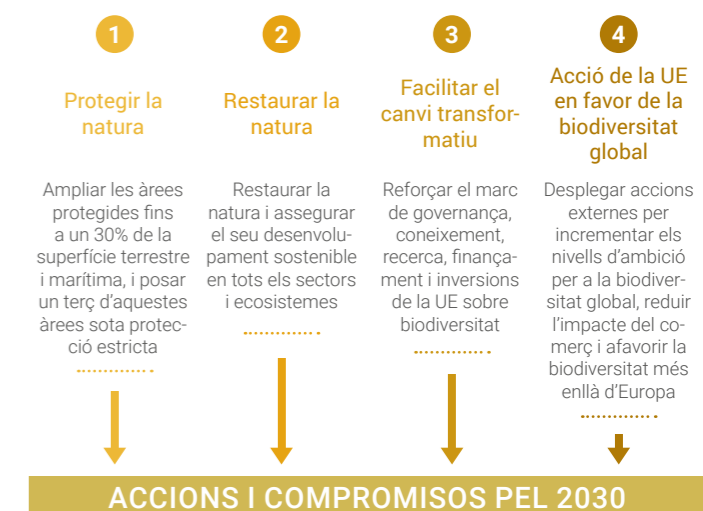 1
Protegir la
natura
Ampliar les àrees
protegides fins
a un 30% de la
superfície terrestre
i marítima, i posar
un terç d'aquestes
àrees sota protec-
ció estricta
2
Restaurar la
natura
Restaurar la
natura i assegurar
el seu desenvolu-
pament sostenible
en tots els sectors
i ecosistemes
3
Facilitar el
canvi transfor-
matiu
Reforçar el marc
de governança,
coneixement,
recerca, finança-
ment i inversions
de la UE sobre
biodiversitat
4
Acció de la UE
en favor de la
biodiversitat
global
Desplegar accions
externes per
incrementar els
nivells d'ambició
per a la biodiver-
sitat global, reduir
l'impacte del co-
merç i afavorir la
biodiversitat més
enllà d'Europa
ACCIONS I COMPROMISOS PEL 2030